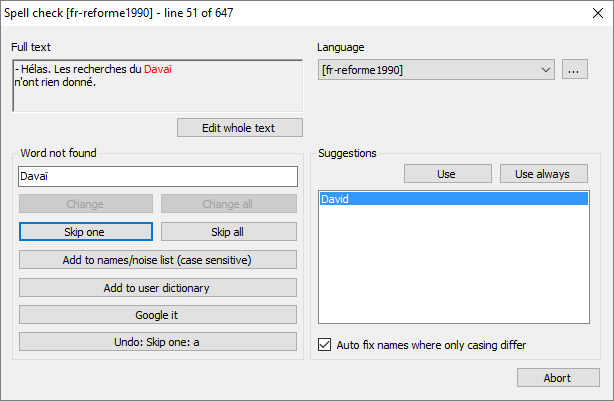 Spell check [fr-reforme1990] - line 51 of 647
Full text
- Hélas. Les recherches du Davaï
n'ont rien donné.
Edit whole text
Language
[fr-reforme1990]
...
Word not found
Davaï
Change
Change all
Skip one
Skip all
Add to names/noise list (case sensitive)
Add to user dictionary
Google it
Undo: Skip one: a
Suggestions
Use
Use always
David
Auto fix names where only casing differ
Abort